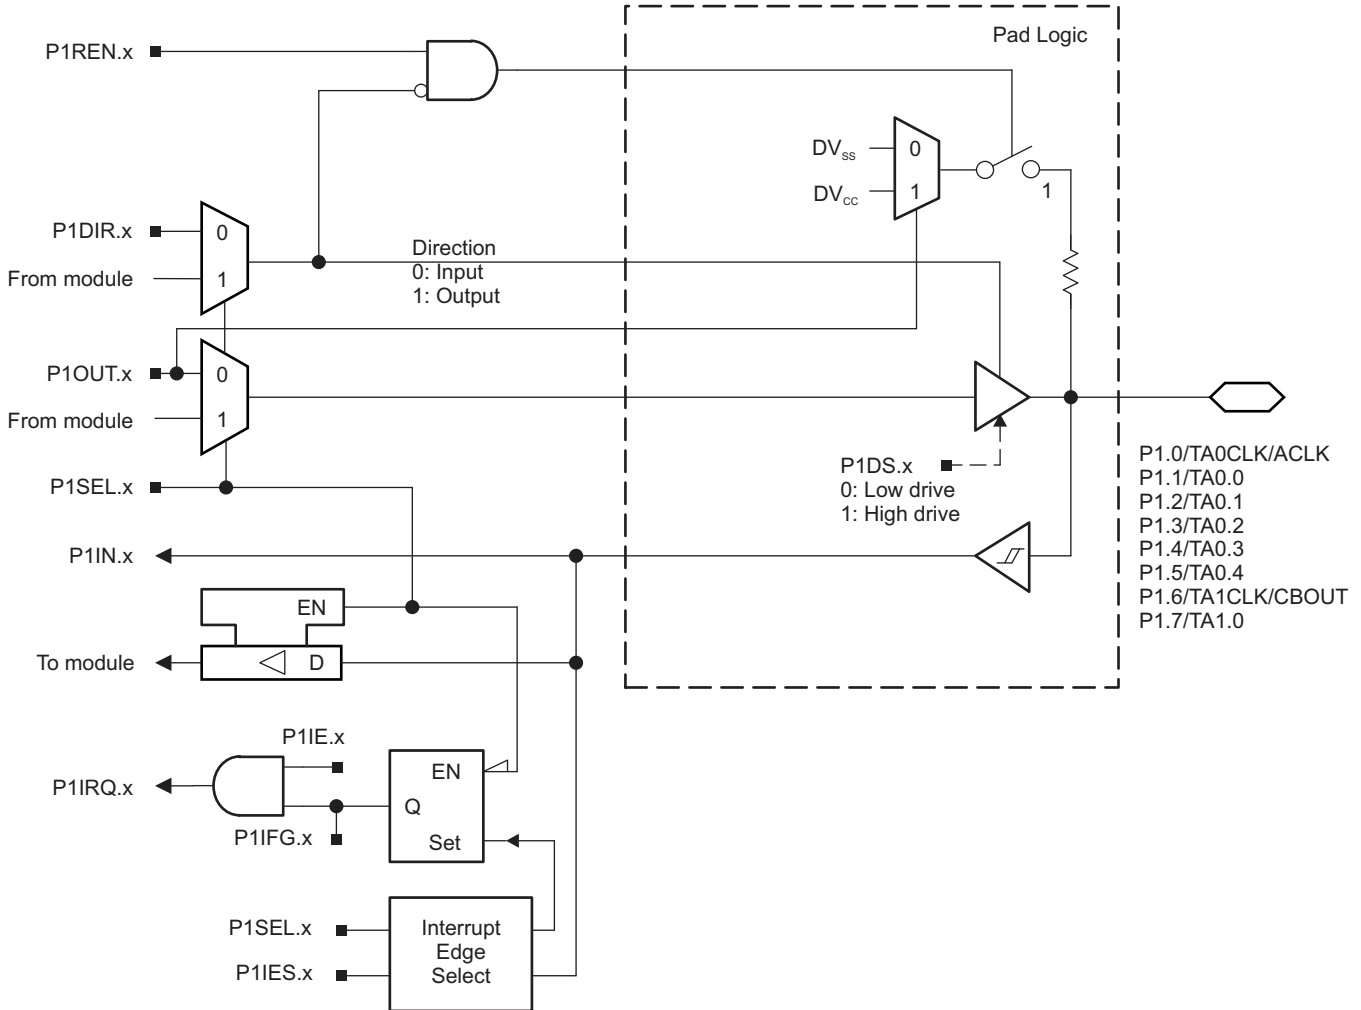 Pad Logic
P1REN.x
DVSS
0
DVCC
1
1
P1DIR.x
0
From module
1
Direction
0: Input
1: Output
P1OUT.x
0
From module
1
P1SEL.x
P1DS.x
0: Low drive
1: High drive
P1.0/TA0CLK/ACLK
P1.1/TA0.0
P1.2/TA0.1
P1.3/TA0.2
P1.4/TA0.3
P1.5/TA0.4
P1.6/TA1CLK/CBOUT
P1.7/TA1.0
P1IN.x
EN
To module
D
P1IE.x
EN
P1IRQ.x
Q
P1IFG.x
Set
P1SEL.x
P1IES.x
Interrupt
Edge
Select